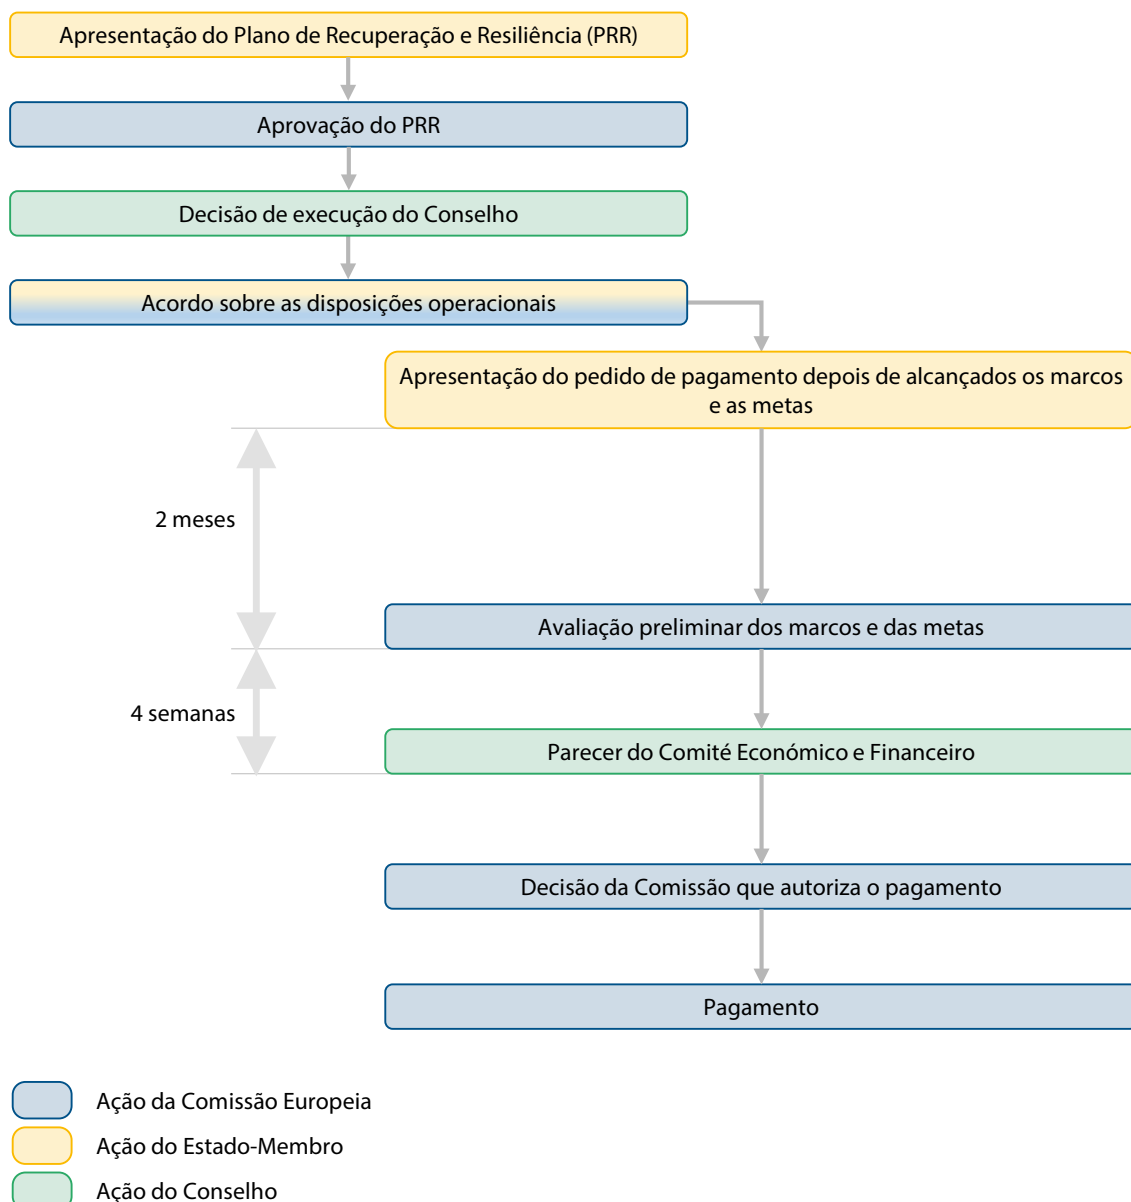 Apresentação do Plano de Recuperação e Resiliência (PRR)
Aprovação do PRR
Decisão de execução do Conselho
Acordo sobre as disposições operacionais
Apresentação do pedido de pagamento depois de alcançados os marcos
e as metas
2 meses
Avaliação preliminar dos marcos e das metas
4 semanas
Parecer do Comité Económico e Financeiro
Decisão da Comissão que autoriza o pagamento
Pagamento
Ação da Comissão Europeia
Ação do Estado-Membro
Ação do Conselho